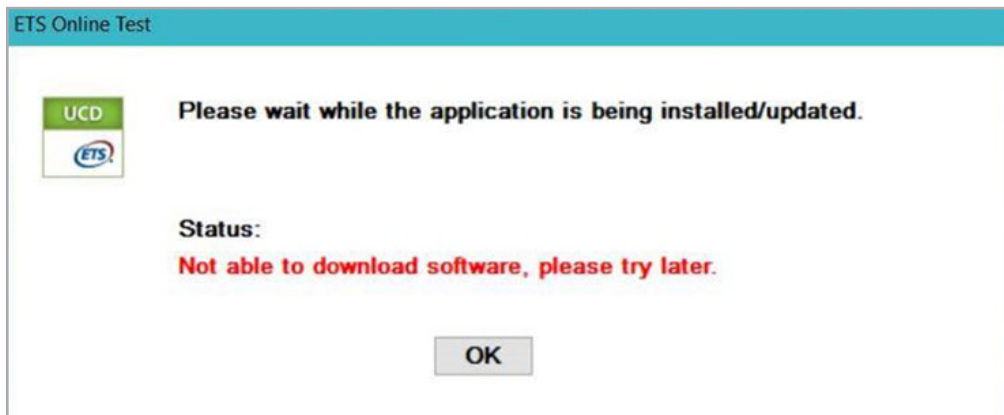 ETS Online Test
UCD
Please wait while the application is being installed/updated.
ETS
Status:
Not able to download software, please try later.
OK